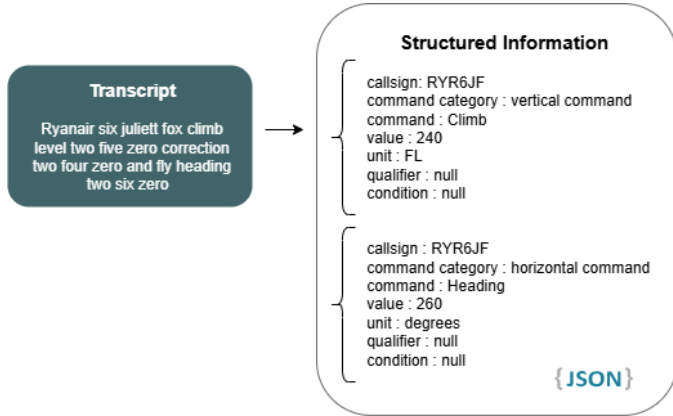 Transcript
Ryanair six juliett fox climb
level two five zero correction
two four zero and fly heading
two six zero
Structured Information
callsign: RYR6JF
command category : vertical command
command : Climb
value : 240
unit : FL
qualifier : null
condition : null
callsign : RYR6JF
command category : horizontal command
command : Heading
value : 260
unit : degrees
qualifier : null
condition : null
{JSON}